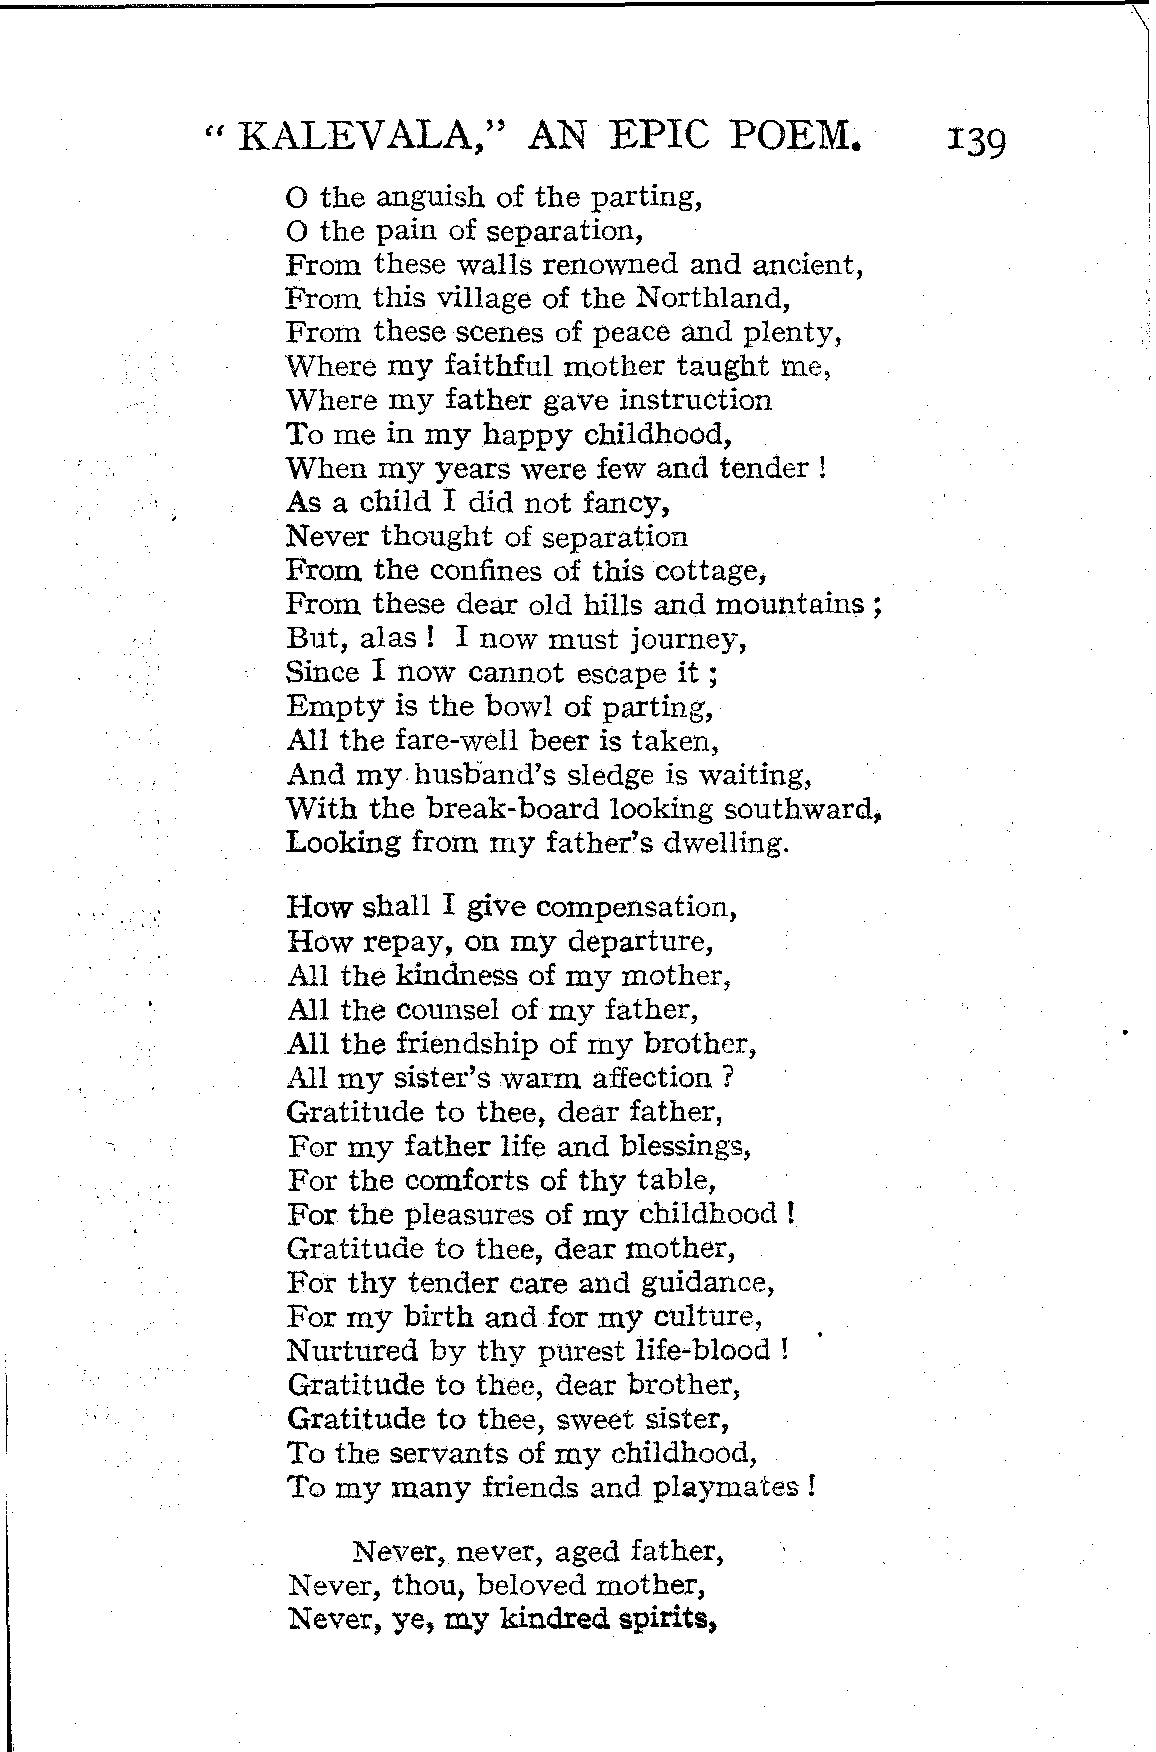 “ KALEVALA,” AN EPIC POEM. 139
O the anguish of the parting,
O the pain of separation,
From these walls renowned and ancient,
From this village of the Northland,
From these scenes of peace and plenty,
Where my faithful mother taught me,
Where my father gave instruction
To me in my happy childhood,
When my years were few and tender !
As a child I did not fancy,
Never thought of separation
From the confines of this cottage,
From these dear old hills and mountains ;
But, alas ! I now must journey,
Since I now cannot escape it ;
Empty is the bowl of parting,
All the fare-well beer is taken,
And my husband’s sledge is waiting,
With the break-board looking southward,
Looking from my father’s dwelling.

How shall I give compensation,
How repay, on my departure,
All the kindness of my mother,
All the counsel of my father,
All the friendship of my brother,
All my sister’s warm affection ?
Gratitude to thee, dear father,
For my father life and blessings,
For the comforts of thy table,
For the pleasures of my childhood !
Gratitude to thee, dear mother,
For thy tender care and guidance,
For my birth and for my culture,
Nurtured by thy purest life-blood !
Gratitude to thee, dear brother,
Gratitude to thee, sweet sister,
To the servants of my childhood,
To my many friends and playmates !

Never, never, aged father,
Never, thou, beloved mother,
Never, ye, my kindred spirits,